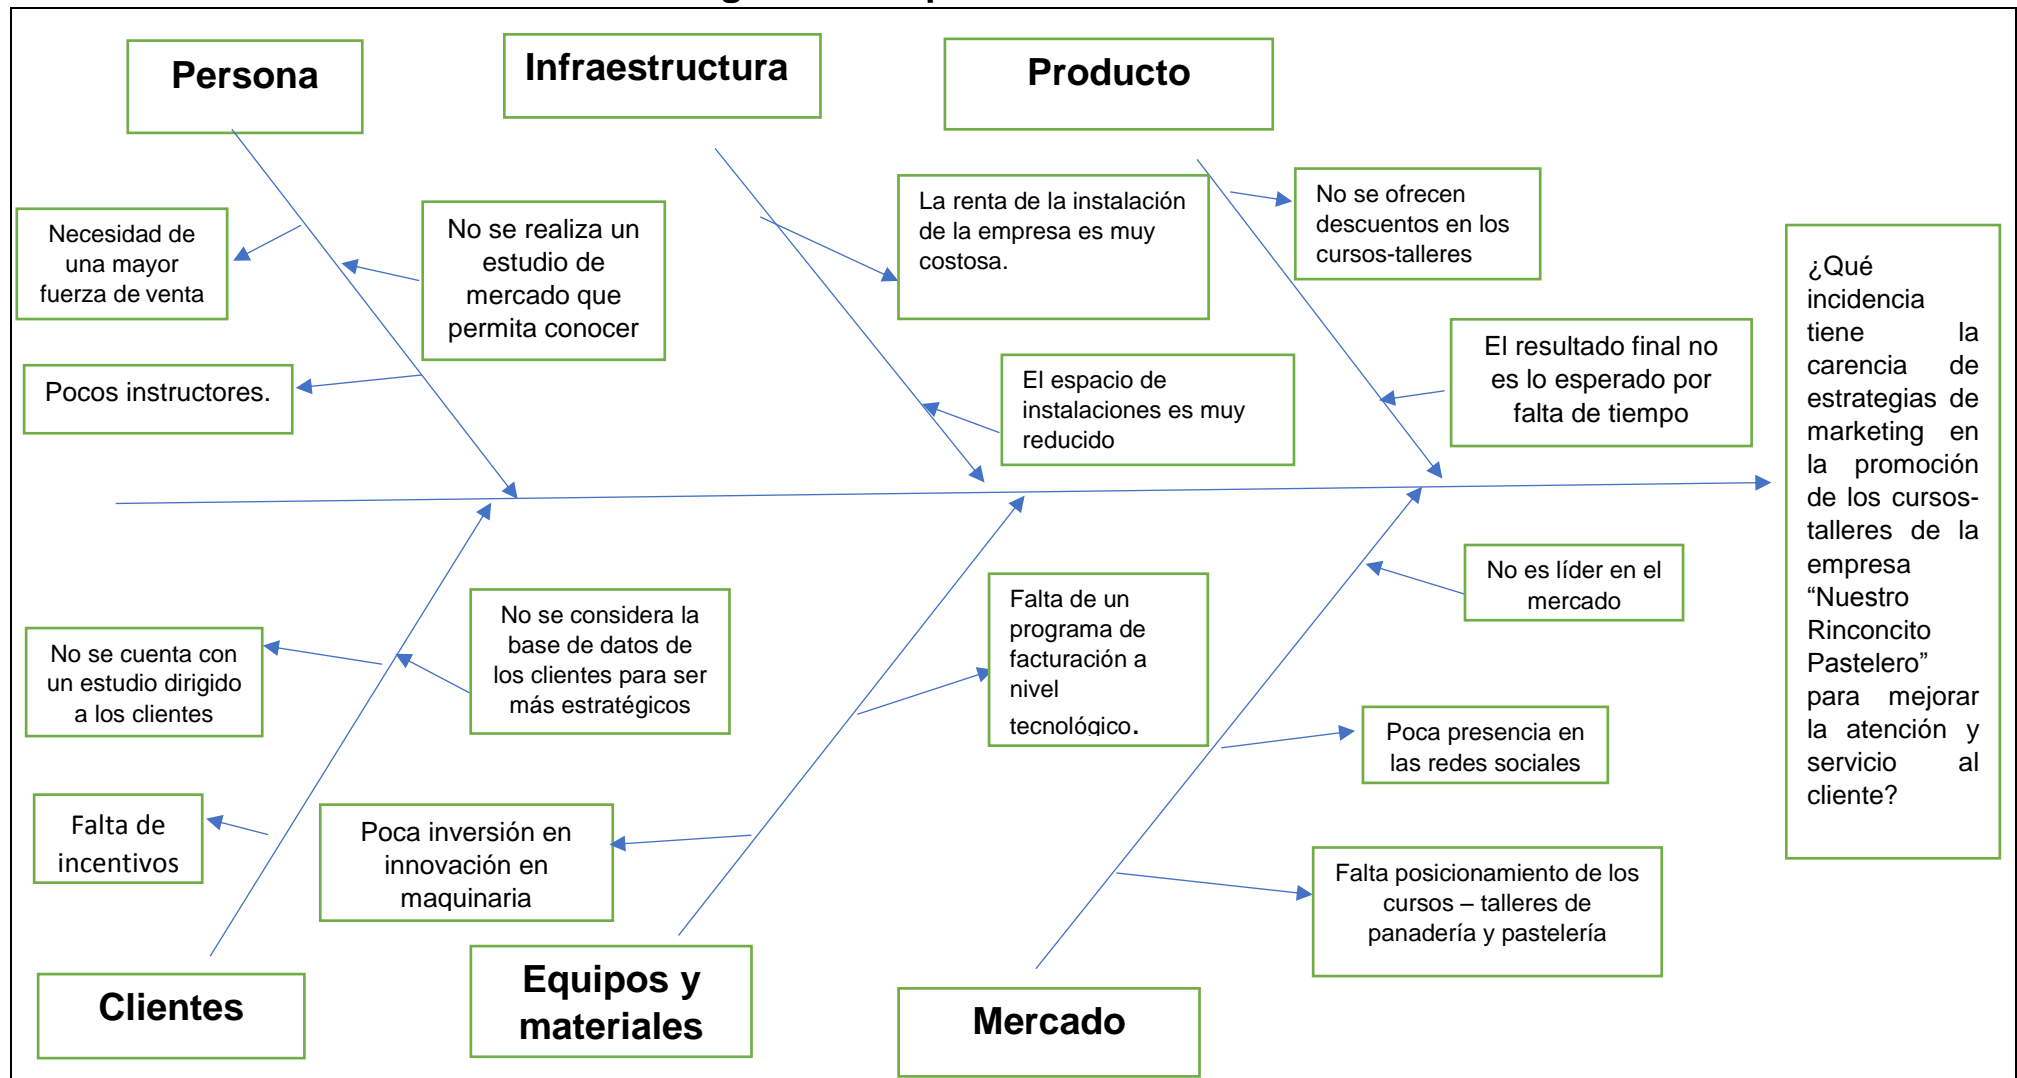 Persona
Infraestructura
Producto
Necesidad de
una mayor
fuerza de venta
No se realiza un
estudio de
mercado que
permita conocer
Pocos instructores.
La renta de la instalación
de la empresa es muy
costosa.
El espacio de
instalaciones es muy
reducido
No se ofrecen
descuentos en los
cursos-talleres
El resultado final no
es lo esperado por
falta de tiempo
¿Qué
incidencia
tiene la
carencia de
estrategias de
marketing en
la promoción
de los cursos-
talleres de la
empresa
“Nuestro
Rinconcito
Pastelero”
para mejorar
la atención y
servicio al
cliente?
No se cuenta con
un estudio dirigido
a los clientes
No se considera la
base de datos de
los clientes para ser
más estratégicos
Falta de
incentivos
Poca inversión en
innovación en
maquinaria
Falta de un
programa de
facturación a
nivel
tecnológico.
No es líder en el
mercado
Poca presencia en
las redes sociales
Falta posicionamiento de los
cursos – talleres de
panadería y pastelería
Clientes
Equipos y
materiales
Mercado